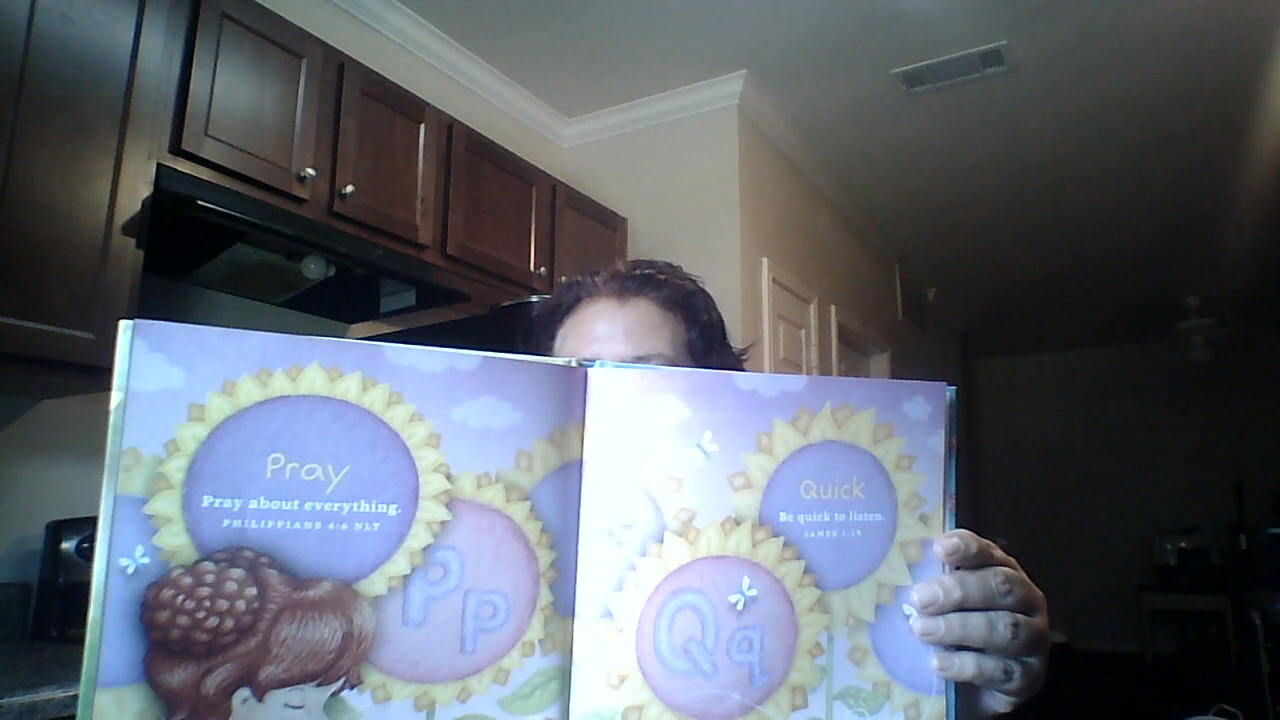 Pray
Pray about everything.
PHILIPPIANS 4:6 NLT
Pp
Quick
Be quick to listen.
JAMES 1:19
Qq